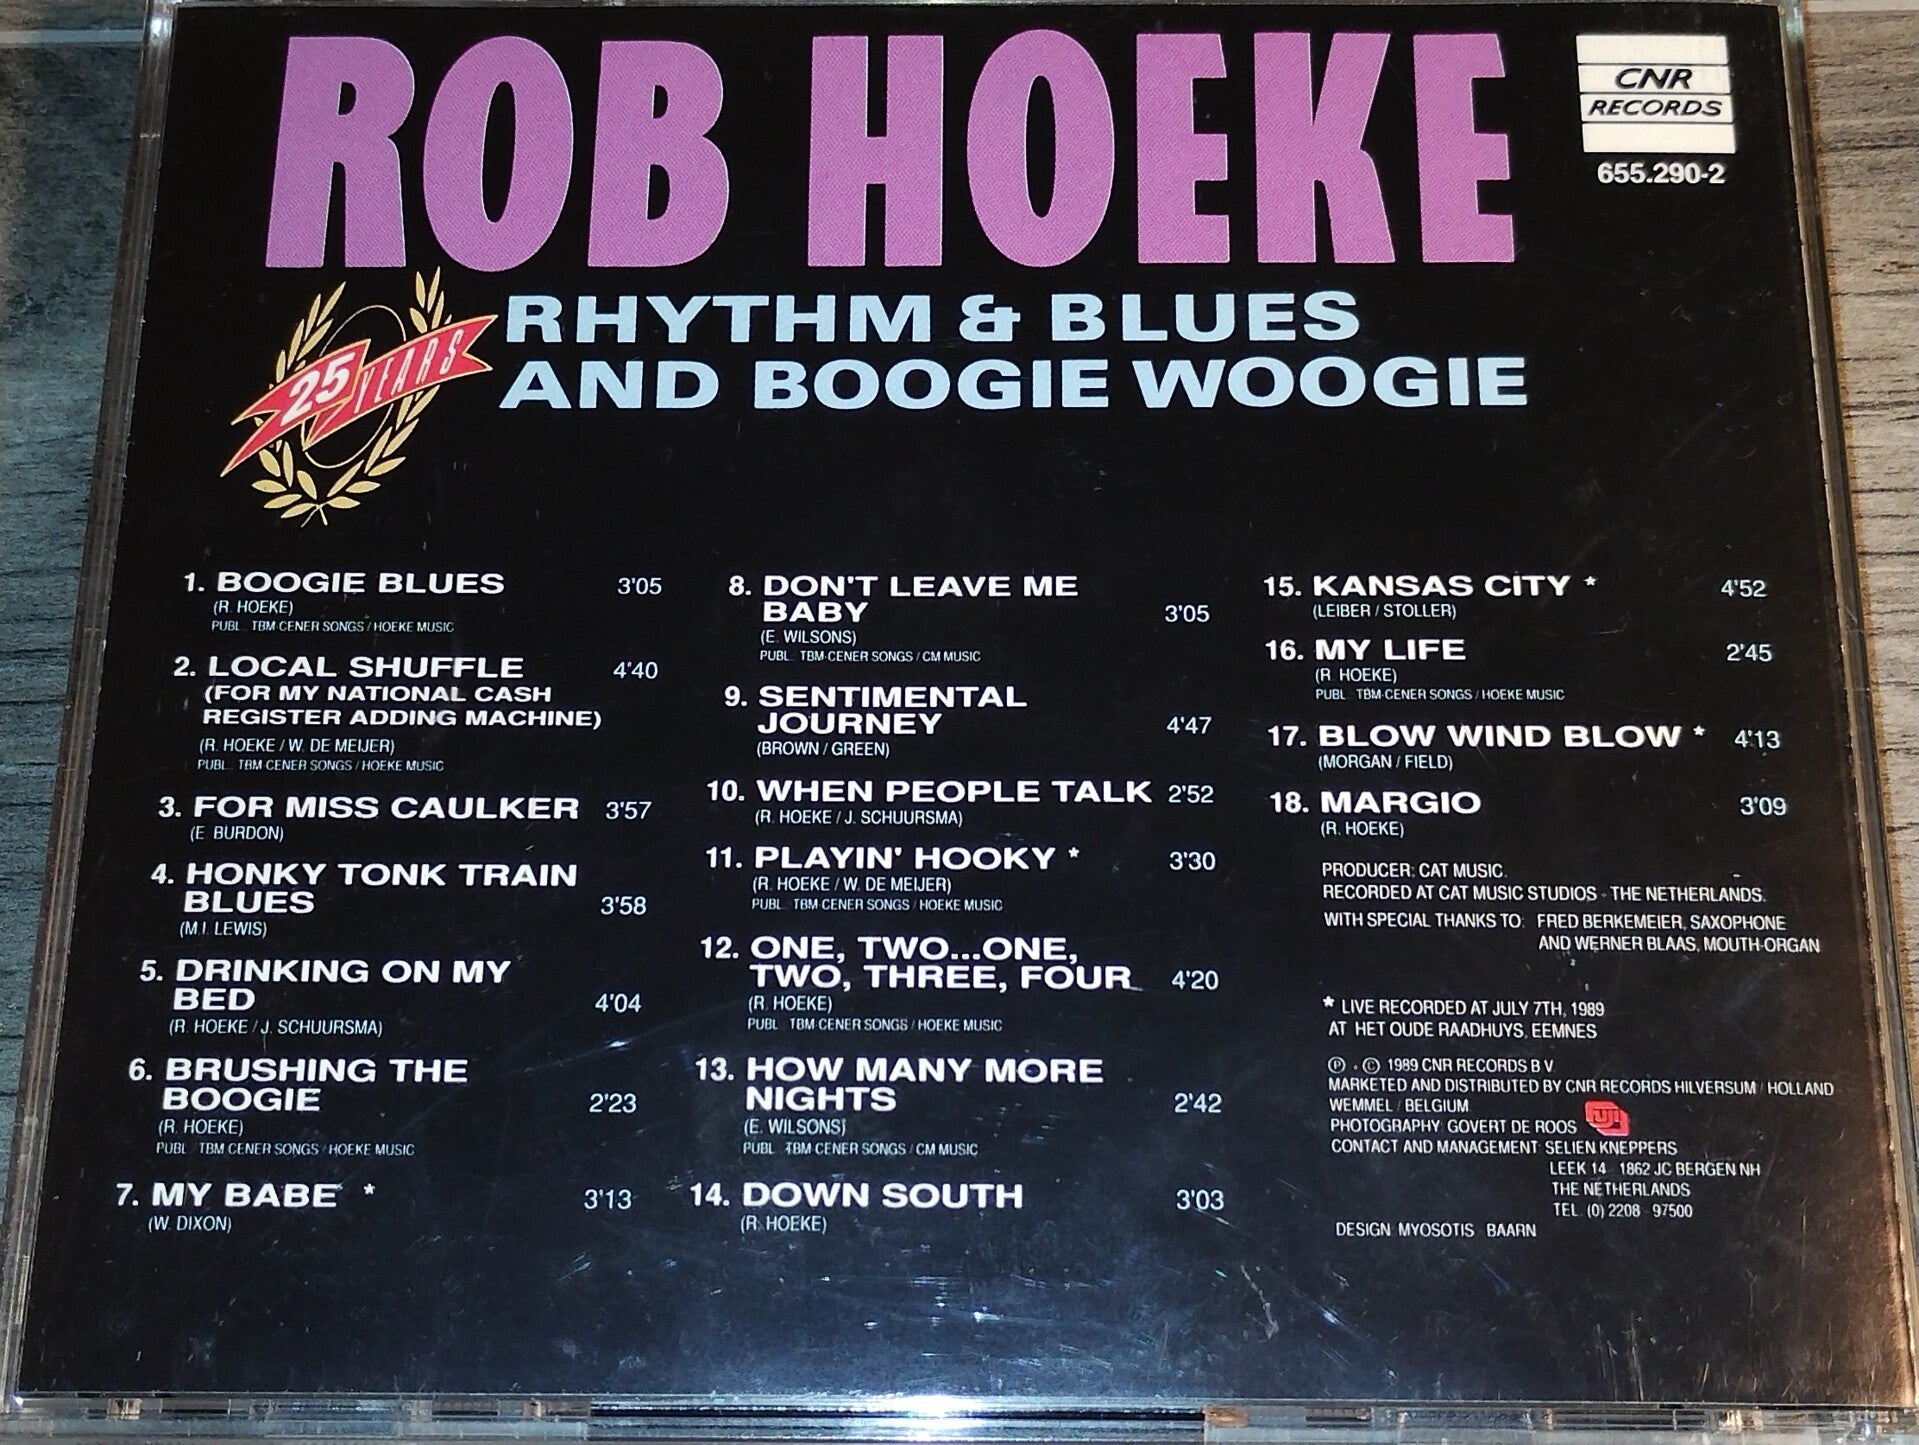 ROB HOEKE
CNR
RECORDS
655.290-2
25 YEARS
RHYTHM & BLUES
AND BOOGIE WOOGIE
1. BOOGIE BLUES 3'05
(R. HOEKE)
PUBL. TBM-CENER SONGS / HOEKE MUSIC
2. LOCAL SHUFFLE 4'40
(FOR MY NATIONAL CASH
REGISTER ADDING MACHINE)
(R. HOEKE / W. DE MEIJER)
PUBL. TBM CENER SONGS / HOEKE MUSIC
3. FOR MISS CAULKER 3'57
(E. BURDON)
4. HONKY TONK TRAIN
BLUES 3'58
(M.I. LEWIS)
5. DRINKING ON MY
BED 4'04
(R. HOEKE / J. SCHUURSMA)
6. BRUSHING THE
BOOGIE 2'23
(R. HOEKE)
PUBL. TBM CENER SONGS / HOEKE MUSIC
7. MY BABE * 3'13
(W. DIXON)
8. DON'T LEAVE ME
BABY 3'05
(E. WILSONS)
PUBL. TBM-CENER SONGS / CM MUSIC
9. SENTIMENTAL
JOURNEY 4'47
(BROWN / GREEN)
10. WHEN PEOPLE TALK 2'52
(R. HOEKE / J. SCHUURSMA)
11. PLAYIN' HOOKY * 3'30
(R. HOEKE / W. DE MEIJER)
PUBL. TBM-CENER SONGS / HOEKE MUSIC
12. ONE, TWO...ONE,
TWO, THREE, FOUR 4'20
(R. HOEKE)
PUBL. TBM-CENER SONGS / HOEKE MUSIC
13. HOW MANY MORE
NIGHTS 2'42
(E. WILSONS)
PUBL. TBM CENER SONGS / CM MUSIC
14. DOWN SOUTH 3'03
(R. HOEKE)
15. KANSAS CITY * 4'52
(LEIBER / STOLLER)
16. MY LIFE 2'45
(R. HOEKE)
PUBL. TBM-CENER SONGS / HOEKE MUSIC
17. BLOW WIND BLOW * 4'13
(MORGAN / FIELD)
18. MARGIO 3'09
(R. HOEKE)
PRODUCER: CAT MUSIC.
RECORDED AT CAT MUSIC STUDIOS - THE NETHERLANDS.
WITH SPECIAL THANKS TO: FRED BERKEMEIER, SAXOPHONE
AND WERNER BLAAS, MOUTH-ORGAN
* LIVE RECORDED AT JULY 7TH, 1989
AT HET OUDE RAADHUYS, EEMNES
Ⓟ + © 1989 CNR RECORDS B.V.
MARKETED AND DISTRIBUTED BY CNR RECORDS HILVERSUM / HOLLAND
WEMMEL / BELGIUM
PHOTOGRAPHY: GOVERT DE ROOS FUJI
CONTACT AND MANAGEMENT: SELIEN KNEPPERS
LEEK 14 - 1862 JC BERGEN NH
THE NETHERLANDS
TEL. (0) 2208 - 97500
DESIGN MYOSOTIS BAARN